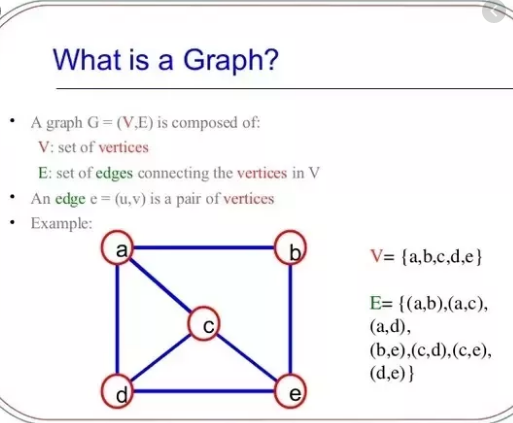 What is a Graph?
• A graph G = (V,E) is composed of:
V: set of vertices
E: set of edges connecting the vertices in V
• An edge e = (u,v) is a pair of vertices
• Example:
a
b
c
d
e
V= {a,b,c,d,e}
E= {(a,b),(a,c),
(a,d),
(b,e),(c,d),(c,e),
(d,e)}